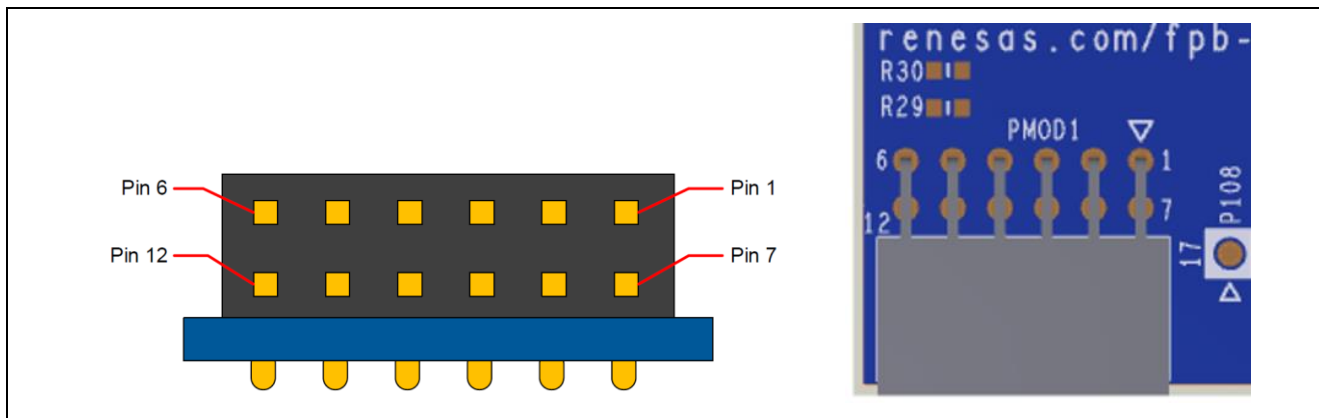 Pin 6
Pin 1
Pin 12
Pin 7
renesas.com/fpb-
R30
R29
PMOD1
6
1
12
7
P108
17